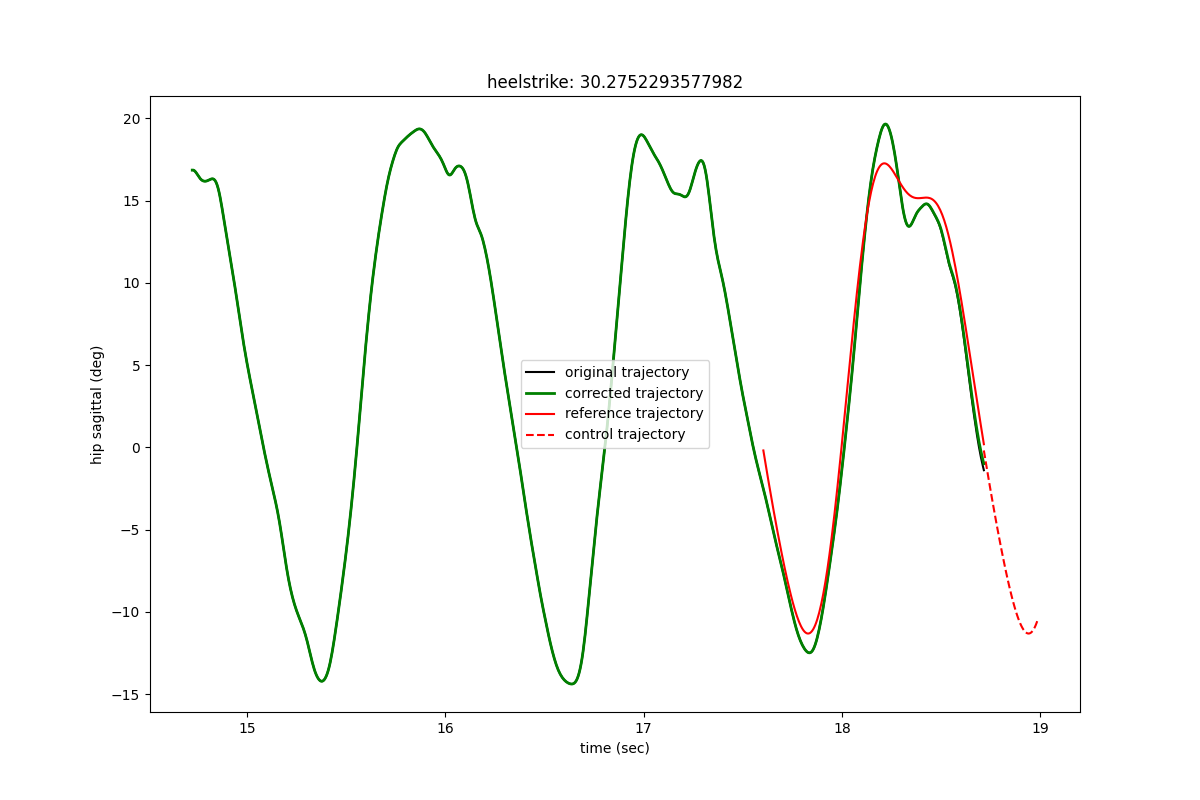 heelstrike: 30.2752293577982
20
15
10
5
0
−5
−10
−15
hip sagittal (deg)
original trajectory
corrected trajectory
reference trajectory
control trajectory
15 16 17 18 19
time (sec)